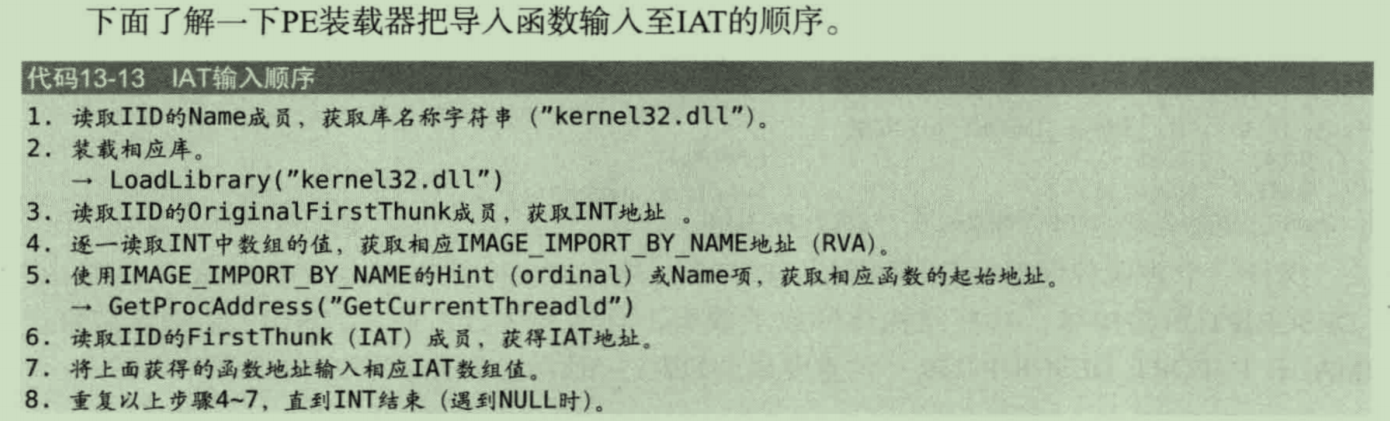 下面了解一下PE装载器把导入函数输入至IAT的顺序。
代码13-13 IAT输入顺序
1. 读取IID的Name成员，获取库名称字符串（"kernel32.dll"）。
2. 装载相应库。
→ LoadLibrary("kernel32.dll")
3. 读取IID的OriginalFirstThunk成员，获取INT地址 。
4. 逐一读取INT中数组的值，获取相应IMAGE_IMPORT_BY_NAME地址（RVA）。
5. 使用IMAGE_IMPORT_BY_NAME的Hint（ordinal）或Name项，获取相应函数的起始地址。
→ GetProcAddress("GetCurrentThreadld")
6. 读取IID的FirstThunk（IAT）成员，获得IAT地址。
7. 将上面获得的函数地址输入相应IAT数组值。
8. 重复以上步骤4~7，直到INT结束（遇到NULL时）。